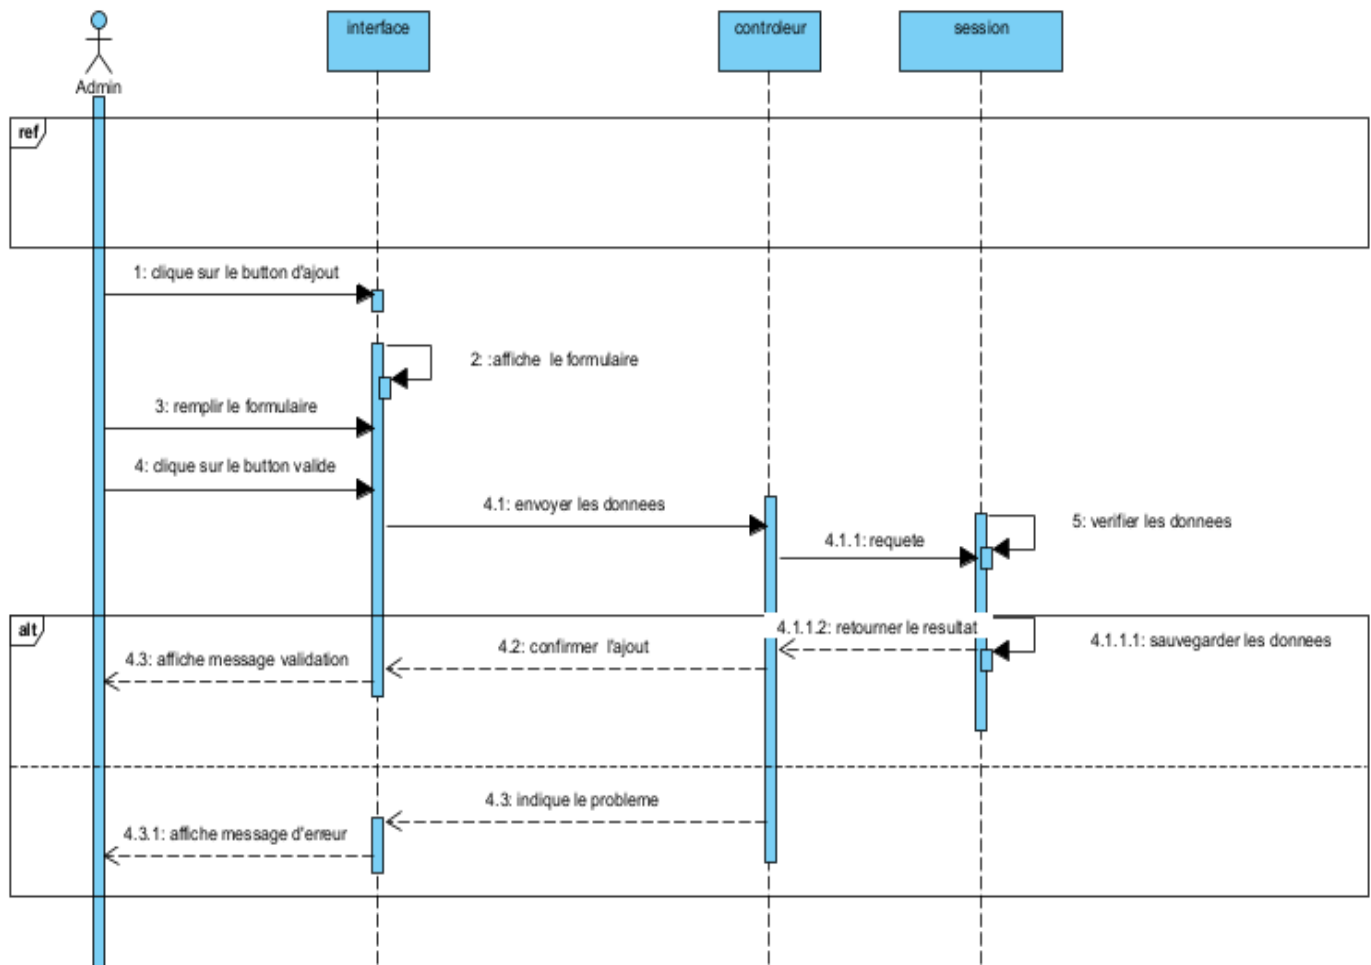 interface
controleur
session
Admin
ref
1: clique sur le button d'ajout
2: :affiche le formulaire
3: remplir le formulaire
4: clique sur le button valide
4.1: envoyer les donnees
5: verifier les donnees
4.1.1: requete
alt
4.1.1.2: retourner le resultat
4.1.1.1: sauvegarder les donnees
4.2: confirmer l'ajout
4.3: affiche message validation
4.3: indique le probleme
4.3.1: affiche message d'erreur